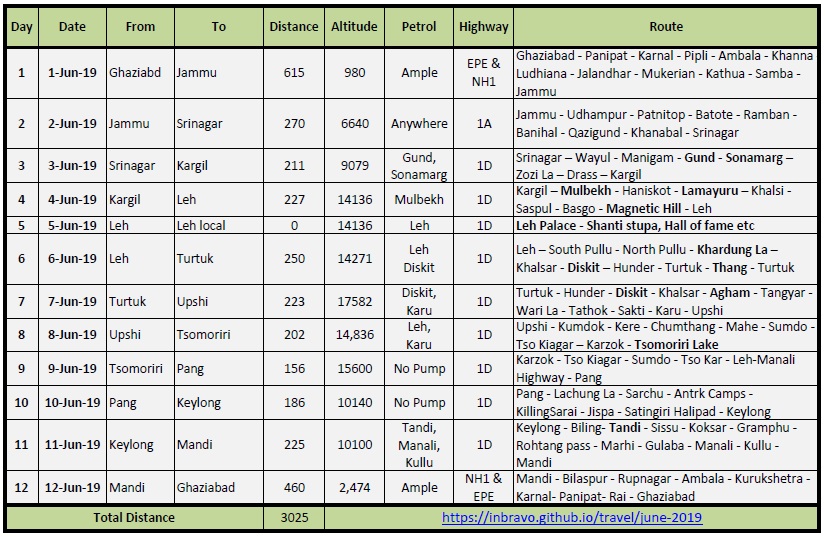 Day Date From To Distance Altitude Petrol Highway Route
1 1-Jun-19 Ghaziabd Jammu 615 980 Ample EPE & NH1 Ghaziabad - Panipat - Karnal - Pipli - Ambala - Khanna
Ludhiana - Jalandhar - Mukerian - Kathua - Samba -
Jammu
2 2-Jun-19 Jammu Srinagar 270 6640 Anywhere 1A Jammu - Udhampur - Patnitop - Batote - Ramban -
Banihal - Qazigund - Khanabal - Srinagar
3 3-Jun-19 Srinagar Kargil 211 9079 Gund, Sonamarg 1D Srinagar – Wayul - Manigam - Gund - Sonamarg –
Zozi La – Drass – Kargil
4 4-Jun-19 Kargil Leh 227 14136 Mulbekh 1D Kargil – Mulbekh - Haniskot - Lamayuru – Khalsi -
Saspul - Basgo - Magnetic Hill - Leh
5 5-Jun-19 Leh Leh local 0 14136 Leh 1D Leh Palace - Shanti stupa, Hall of fame etc
6 6-Jun-19 Leh Turtuk 250 14271 Leh Diskit 1D Leh – South Pullu - North Pullu - Khardung La –
Khalsar - Diskit – Hunder - Turtuk - Thang - Turtuk
7 7-Jun-19 Turtuk Upshi 223 17582 Diskit, Karu 1D Turtuk - Hunder - Diskit - Khalsar - Agham - Tangyar -
Wari La - Tathok - Sakti - Karu - Upshi
8 8-Jun-19 Upshi Tsomoriri 202 14,836 Leh, Karu 1D Upshi - Kumdok - Kere - Chumthang - Mahe - Sumdo -
Tso Kiagar – Karzok - Tsomoriri Lake
9 9-Jun-19 Tsomoriri Pang 156 15600 No Pump 1D Karzok - Tso Kiagar - Sumdo - Tso Kar - Leh-Manali
Highway - Pang
10 10-Jun-19 Pang Keylong 186 10140 No Pump 1D Pang - Lachung La - Sarchu - Antrk Camps -
KillingSarai - Jispa - Satingiri Halipad - Keylong
11 11-Jun-19 Keylong Mandi 225 10100 Tandi, Manali, Kullu 1D Keylong - Biling- Tandi - Sissu - Koksar - Gramphu -
Rohtang pass - Marhi - Gulaba - Manali - Kullu -
Mandi
12 12-Jun-19 Mandi Ghaziabad 460 2,474 Ample NH1 & EPE Mandi - Bilaspur - Rupnagar - Ambala - Kurukshetra -
Karnal- Panipat- Rai - Ghaziabad
Total Distance 3025 https://inbravo.github.io/travel/june-2019